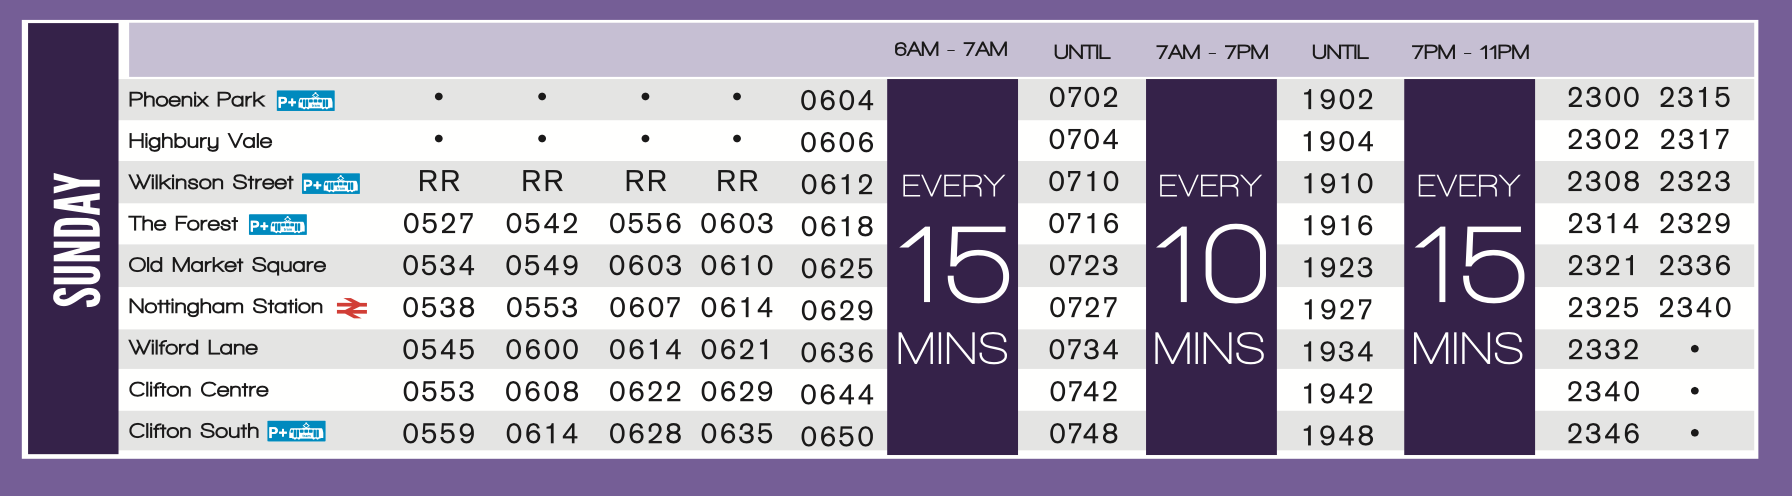 SUNDAY
6AM - 7AM UNTIL 7AM - 7PM UNTIL 7PM - 11PM
Phoenix Park P+ • • • • 0604 0702 1902 2300 2315
Highbury Vale • • • • 0606 0704 1904 2302 2317
Wilkinson Street P+ RR RR RR RR 0612 EVERY 0710 EVERY 1910 EVERY 2308 2323
The Forest P+ 0527 0542 0556 0603 0618 0716 1916 2314 2329
Old Market Square 0534 0549 0603 0610 0625 15 0723 10 1923 15 2321 2336
Nottingham Station 0538 0553 0607 0614 0629 0727 1927 2325 2340
Wilford Lane 0545 0600 0614 0621 0636 MINS 0734 MINS 1934 MINS 2332 •
Clifton Centre 0553 0608 0622 0629 0644 0742 1942 2340 •
Clifton South P+ 0559 0614 0628 0635 0650 0748 1948 2346 •